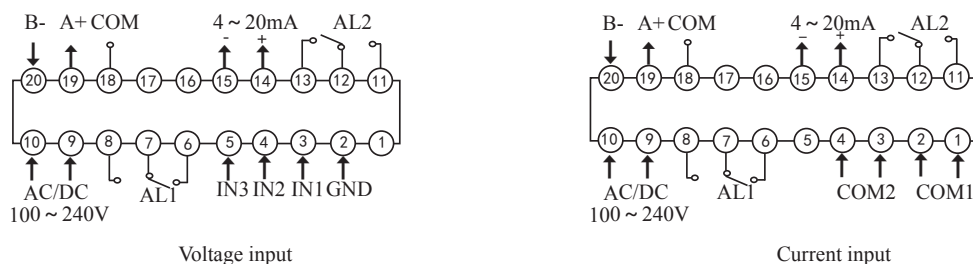 B- A+ COM 4 ~ 20mA AL2
- +
20 19 18 17 16 15 14 13 12 11
10 9 8 7 6 5 4 3 2 1
AC/DC AL1 IN3 IN2 IN1 GND
100 ~ 240V
Voltage input
B- A+ COM 4 ~ 20mA AL2
- +
20 19 18 17 16 15 14 13 12 11
10 9 8 7 6 5 4 3 2 1
AC/DC AL1 COM2 COM1
100 ~ 240V
Current input